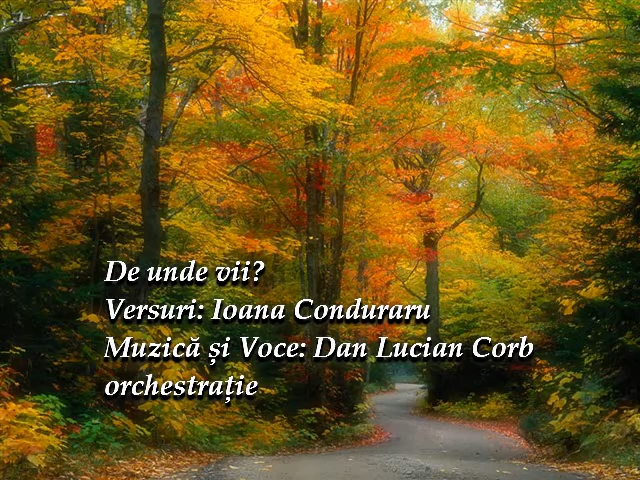 De unde vii?
Versuri: Ioana Conduraru
Muzică și Voce: Dan Lucian Corb
orchestrație